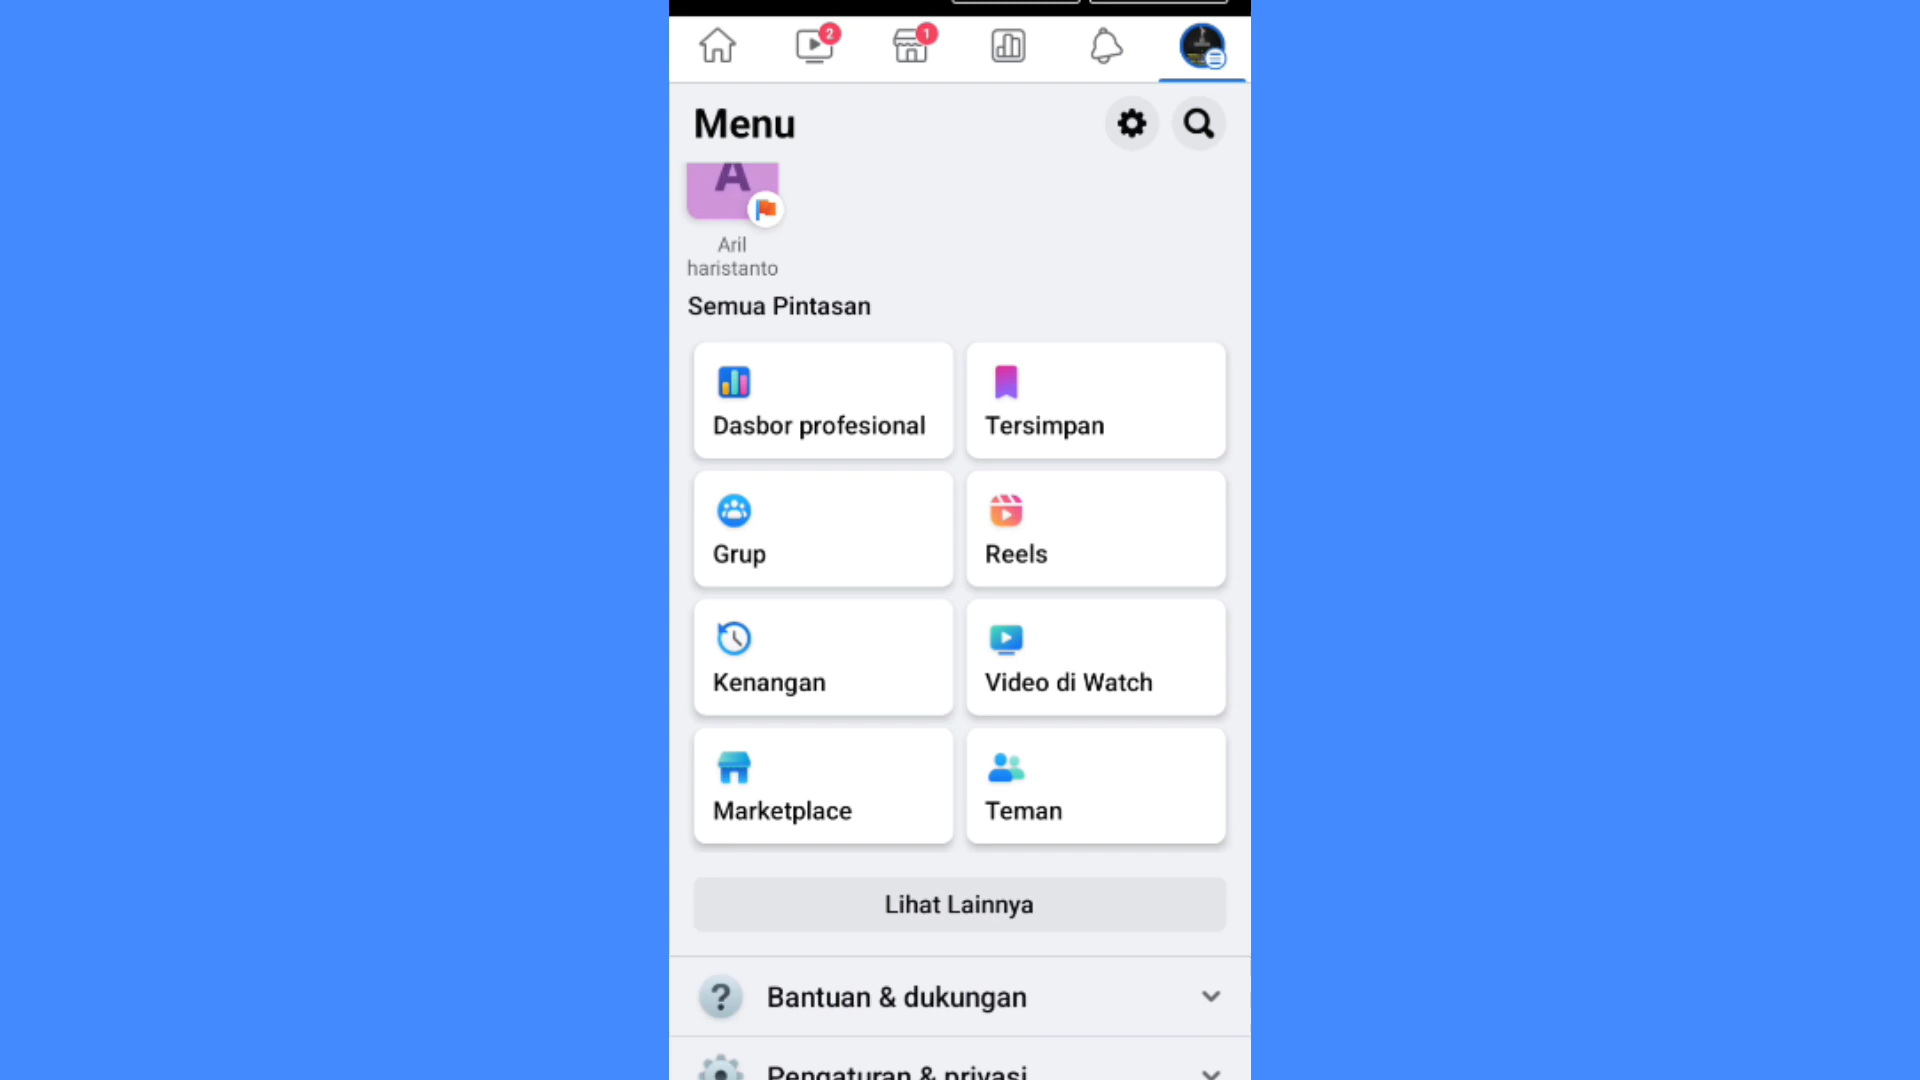 2
1
Menu
A
Aril
haristanto
Semua Pintasan
Dasbor profesional
Tersimpan
Grup
Reels
Kenangan
Video di Watch
Marketplace
Teman
Lihat Lainnya
? Bantuan & dukungan
Pengaturan & privasi